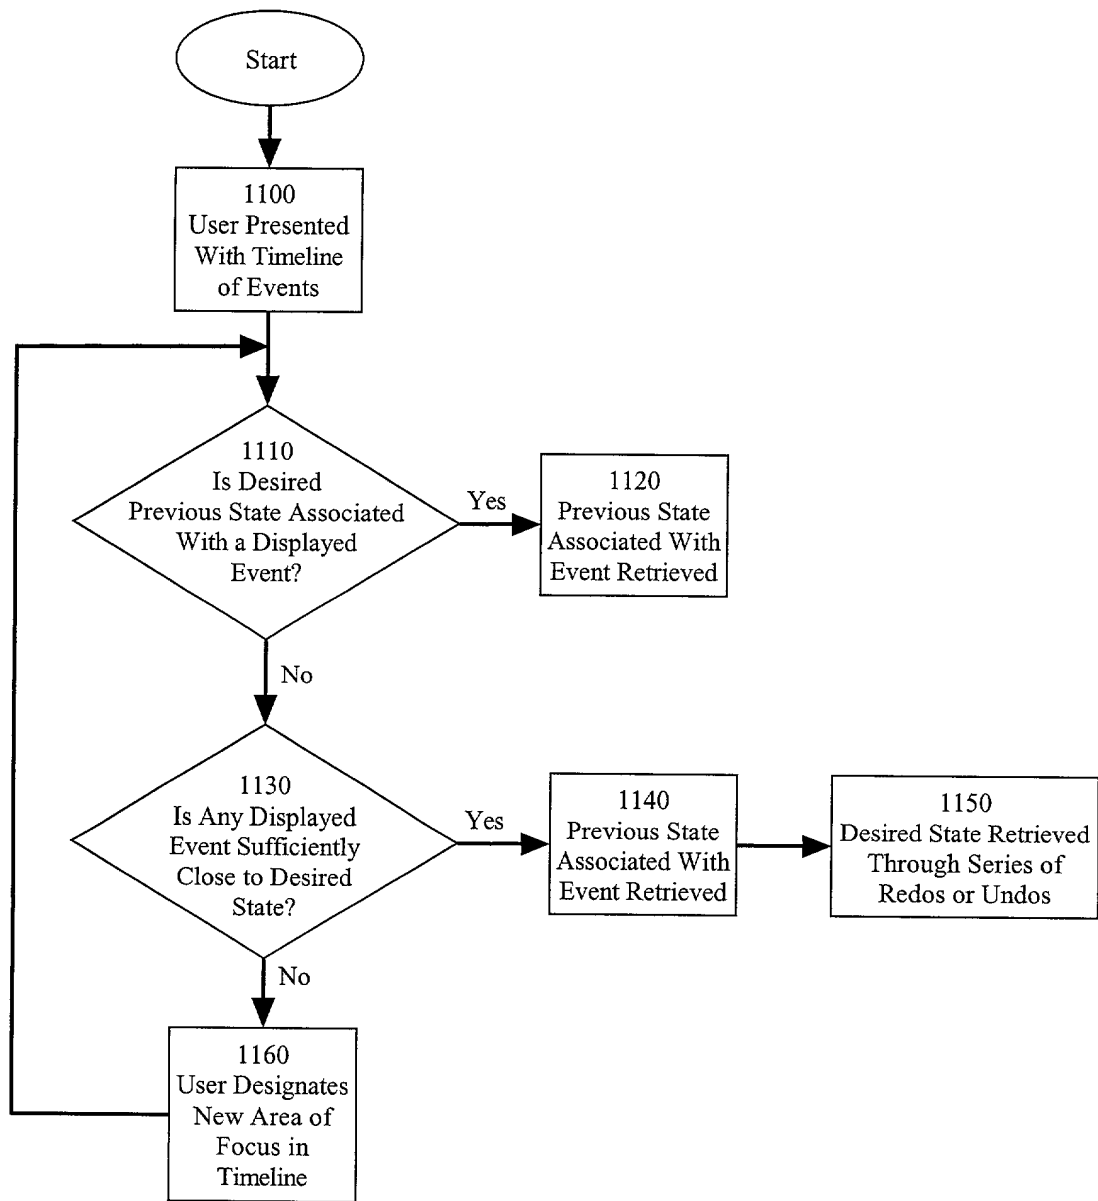 Start
1100
User Presented
With Timeline
of Events
1110
Is Desired
Previous State Associated
With a Displayed
Event?
Yes
1120
Previous State
Associated With
Event Retrieved
No
1130
Is Any Displayed
Event Sufficiently
Close to Desired
State?
Yes
1140
Previous State
Associated With
Event Retrieved
1150
Desired State Retrieved
Through Series of
Redos or Undos
No
1160
User Designates
New Area of
Focus in
Timeline